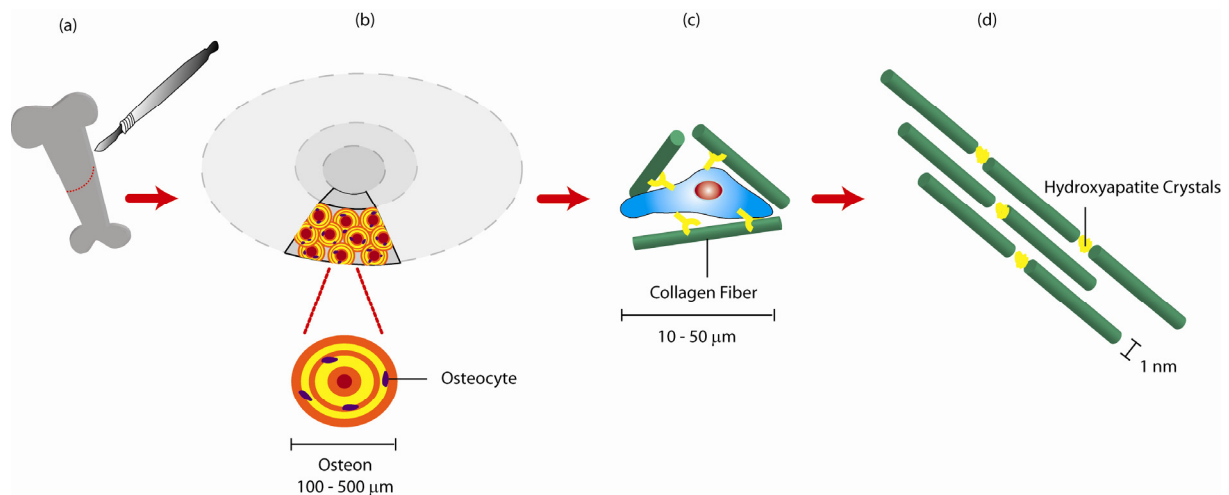 (a)
(b)
(c)
(d)
Hydroxyapatite Crystals
Collagen Fiber
10 - 50 μm
1 nm
Osteocyte
Osteon
100 - 500 μm